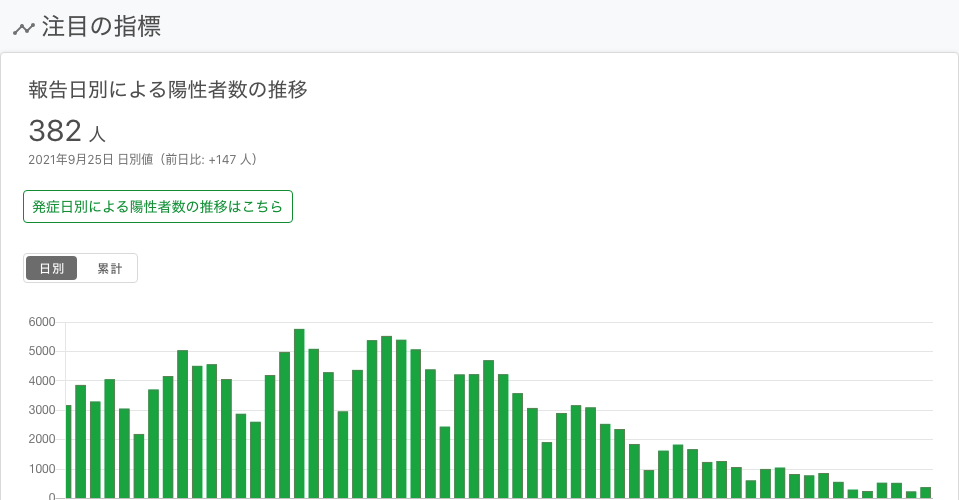 注目の指標
報告日別による陽性者数の推移
382 人
2021年9月25日 日別値（前日比: +147 人）
発症日別による陽性者数の推移はこちら
日別 累計
6000
5000
4000
3000
2000
1000
0